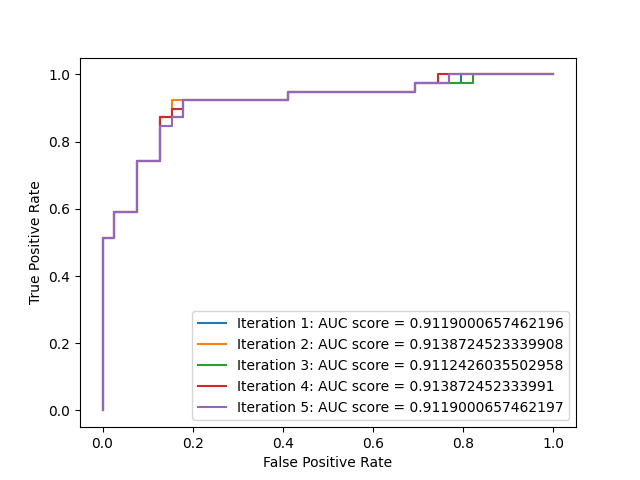 1.0
0.8
0.6
0.4
0.2
0.0
True Positive Rate
Iteration 1: AUC score = 0.9119000657462196
Iteration 2: AUC score = 0.9138724523339908
Iteration 3: AUC score = 0.9112426035502958
Iteration 4: AUC score = 0.913872452333991
Iteration 5: AUC score = 0.9119000657462197
0.0 0.2 0.4 0.6 0.8 1.0
False Positive Rate